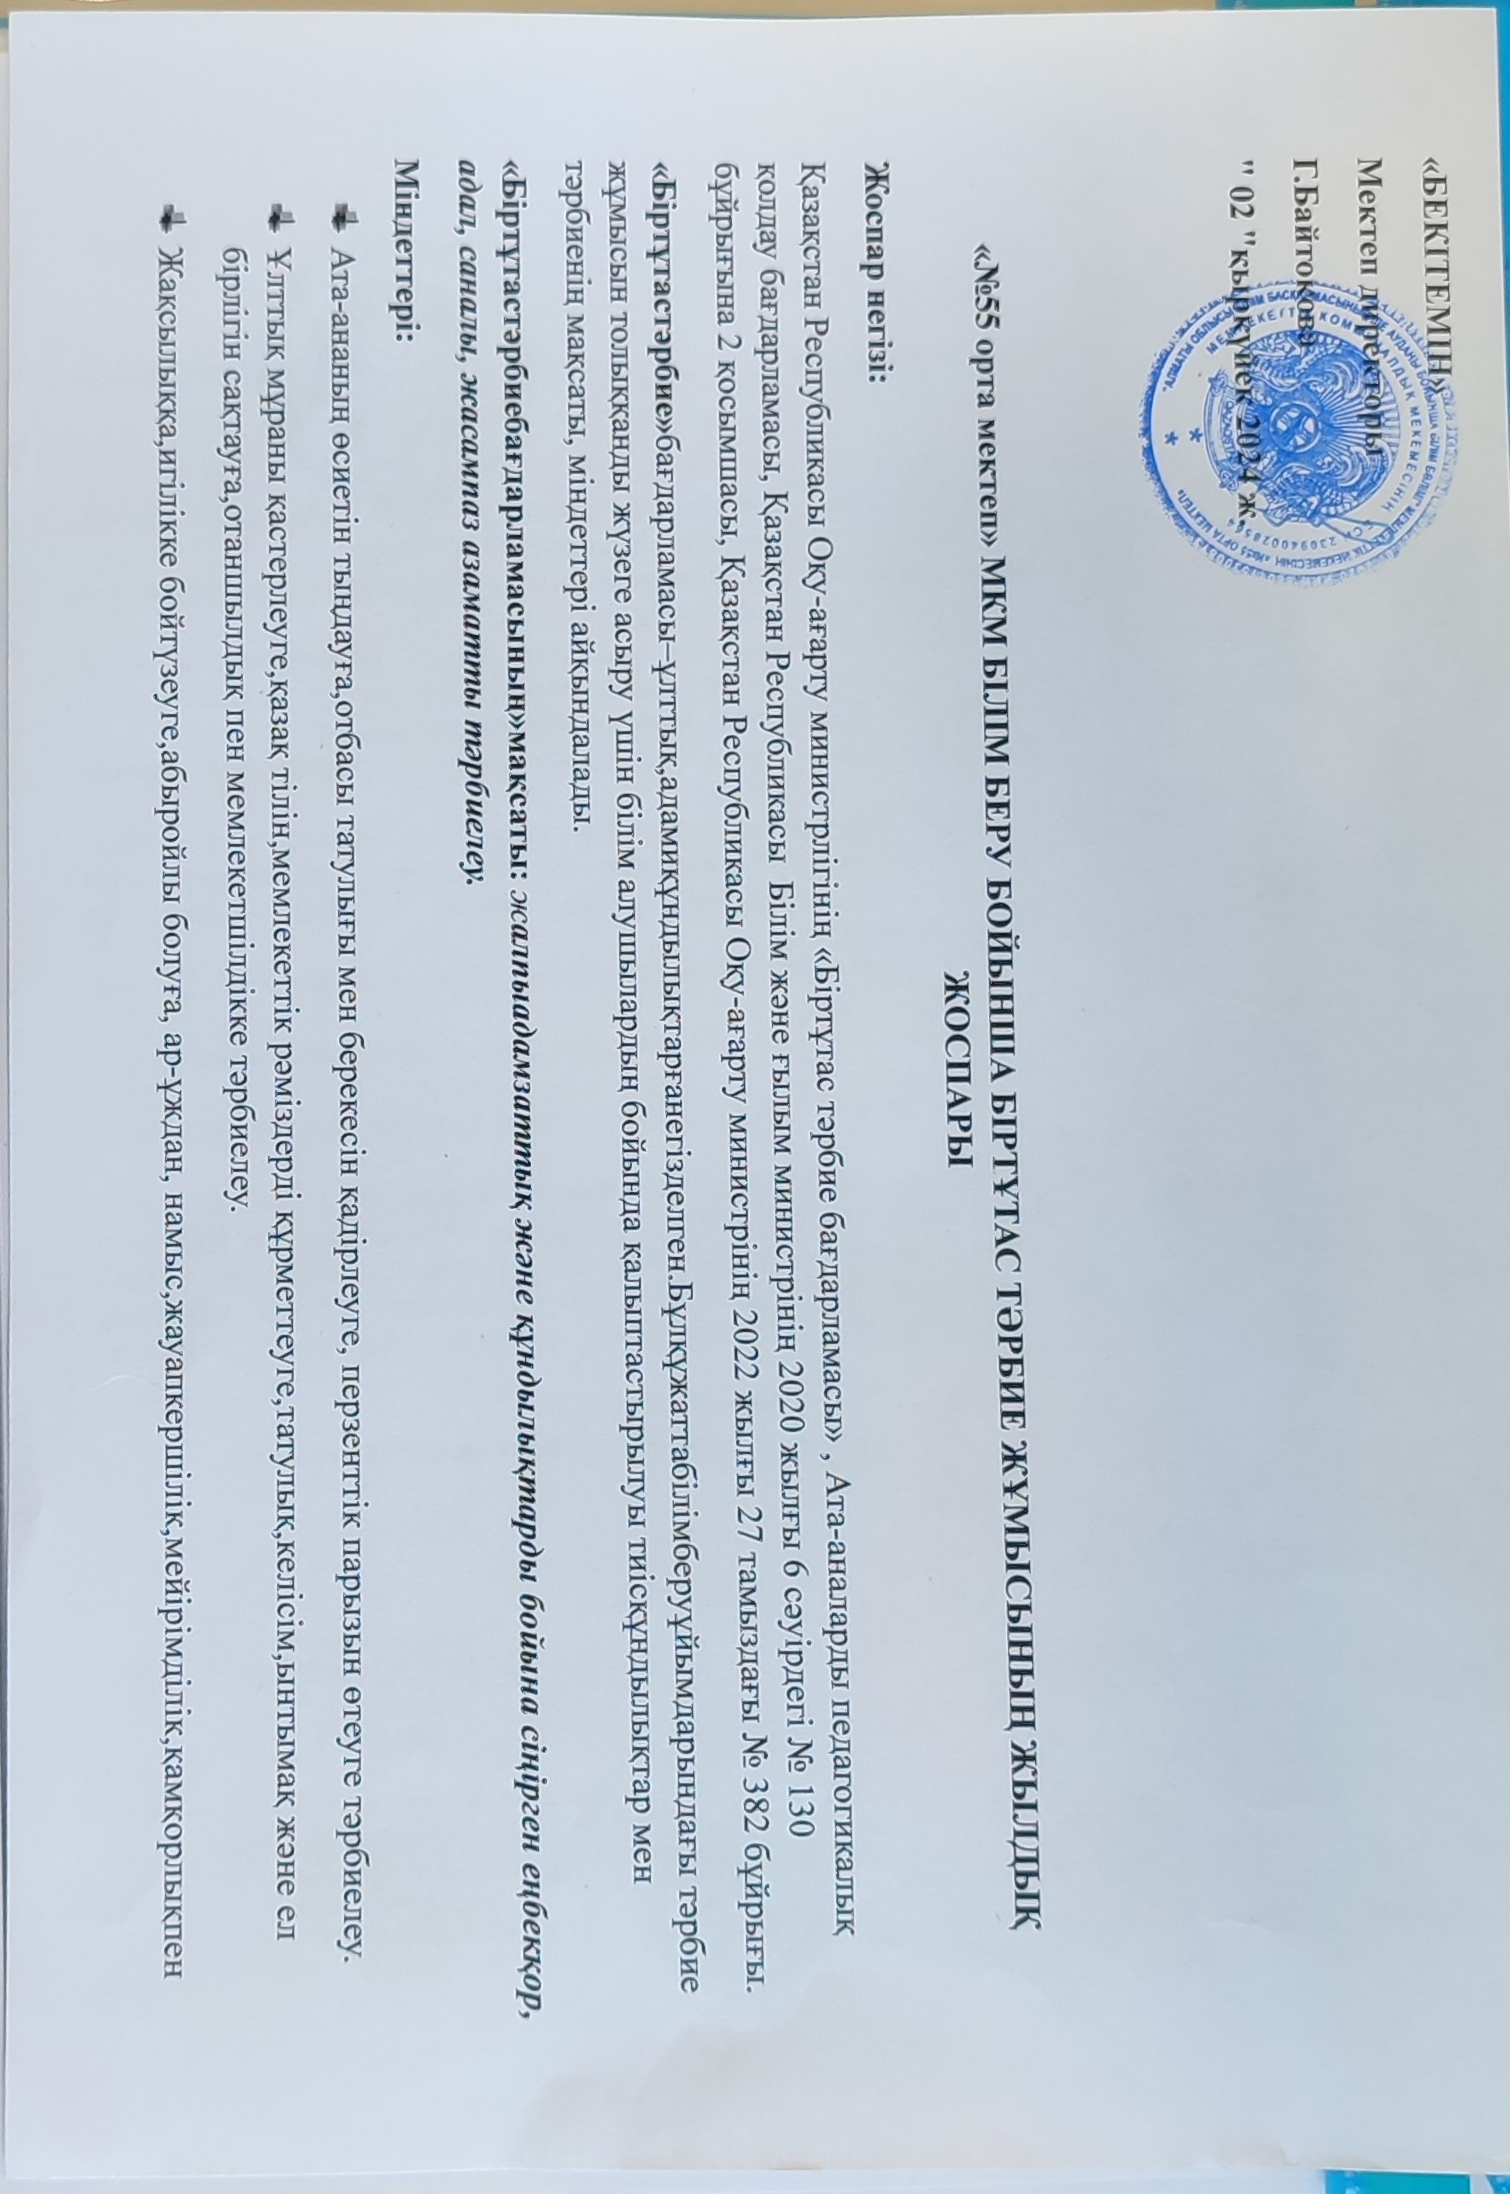 «БЕКІТЕМІН»
Мектеп директоры
Г.Байтокова
" 02 "қыркүйек 2024 ж.
«№55 орта мектеп» МКМ БІЛІМ БЕРУ БОЙЫНША БІРТҰТАС ТӘРБИЕ ЖҰМЫСЫНЫҢ ЖЫЛДЫҚ
ЖОСПАРЫ
Жоспар негізі:
Қазақстан Республикасы Оқу-ағарту министрлігінің «Біртұтас тәрбие бағдарламасы» , Ата-аналарды педагогикалық
қолдау бағдарламасы, Қазақстан Республикасы Білім және ғылым министрінің 2020 жылғы 6 сәуірдегі № 130
бұйрығына 2 қосымшасы, Қазақстан Республикасы Оқу-ағарту министрінің 2022 жылғы 27 тамыздағы № 382 бұйрығы.
«Біртұтастәрбие»бағдарламасы–ұлттық,адамиқұндылықтарғанегізделген.Бұлқұжаттабілімберуұйымдарындағы тәрбие
жұмысын толыққанды жүзеге асыру үшін білім алушылардың бойында қалыптастырылуы тиісқұндылықтар мен
тәрбиенің мақсаты, міндеттері айқындалады.
«Біртұтастәрбиебағдарламасының»мақсаты: жалпыадамзаттық және құндылықтарды бойына сіңірген еңбекқор,
адал, саналы, жасампаз азаматты тәрбиелеу.
Міндеттері:
Ата-ананың өсиетін тыңдауға,отбасы татулығы мен берекесін қадірлеуге, перзенттік парызын өтеуге тәрбиелеу.
Ұлттық мұраны қастерлеуге,қазақ тілін,мемлекеттік рәміздерді құрметтеуге,татулық,келісім,ынтымақ және ел
бірлігін сақтауға,отаншылдық пен мемлекетшілдікке тәрбиелеу.
Жақсылыққа,игілікке бойтүзеуге,абыройлы болуға, ар-ұждан, намыс,жауапкершілік,мейірімділік,қамқорлықпен